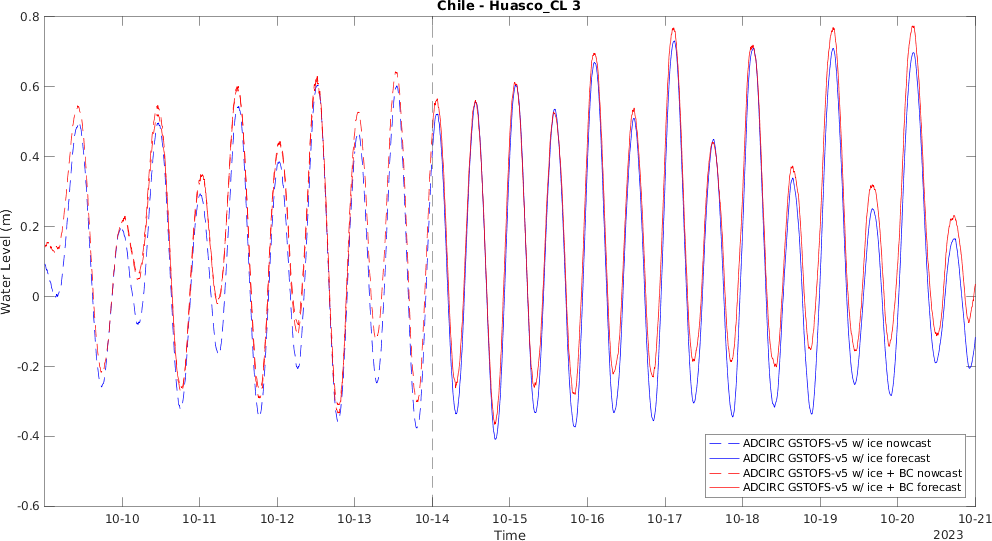 Chile - Huasco_CL 3
Water Level (m)
0.8
0.6
0.4
0.2
0
-0.2
-0.4
-0.6
ADCIRC GSTOFS-v5 w/ ice nowcast
ADCIRC GSTOFS-v5 w/ ice forecast
ADCIRC GSTOFS-v5 w/ ice + BC nowcast
ADCIRC GSTOFS-v5 w/ ice + BC forecast
10-10 10-11 10-12 10-13 10-14 10-15 10-16 10-17 10-18 10-19 10-20 10-21
Time
2023